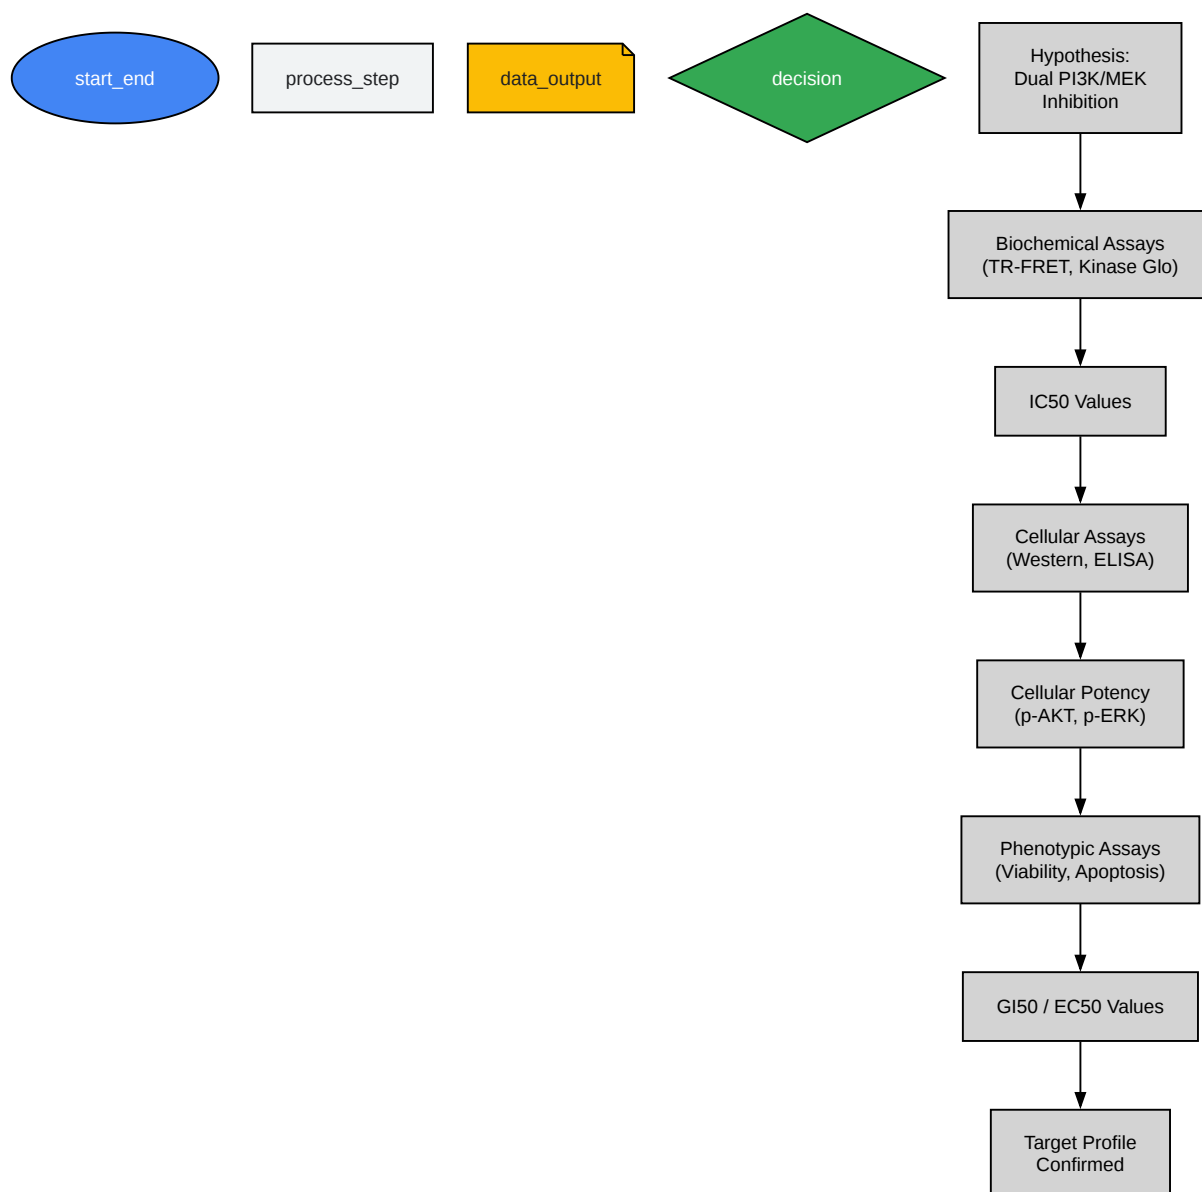 start_end
process_step
data_output
decision
Hypothesis:
Dual PI3K/MEK
Inhibition
Biochemical Assays
(TR-FRET, Kinase Glo)
IC50 Values
Cellular Assays
(Western, ELISA)
Cellular Potency
(p-AKT, p-ERK)
Phenotypic Assays
(Viability, Apoptosis)
GI50 / EC50 Values
Target Profile
Confirmed